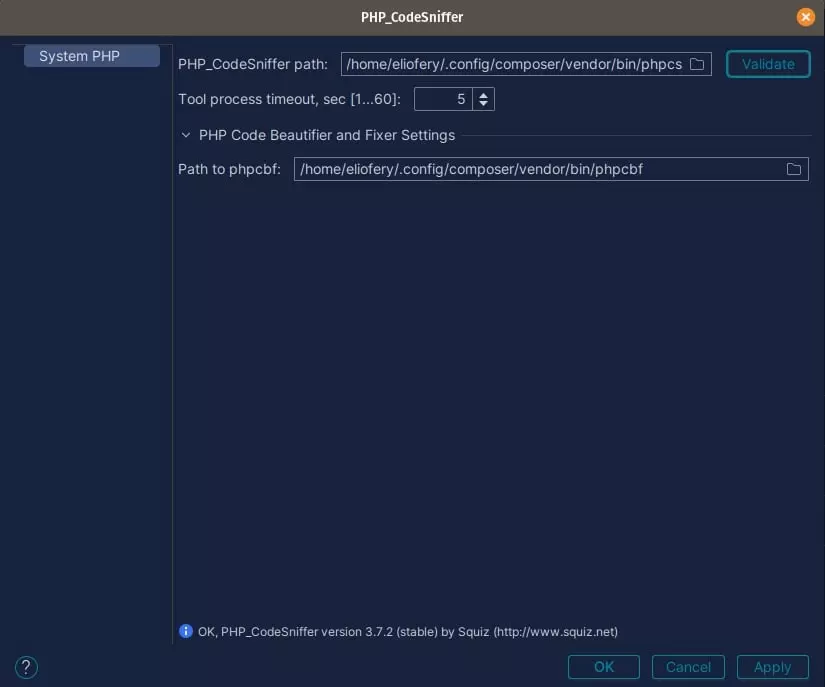 PHP_CodeSniffer
System PHP
PHP_CodeSniffer path: /home/eliofery/.config/composer/vendor/bin/phpcs Validate
Tool process timeout, sec [1...60]: 5
PHP Code Beautifier and Fixer Settings
Path to phpcbf: /home/eliofery/.config/composer/vendor/bin/phpcbf
OK, PHP_CodeSniffer version 3.7.2 (stable) by Squiz (http://www.squiz.net)
? OK Cancel Apply